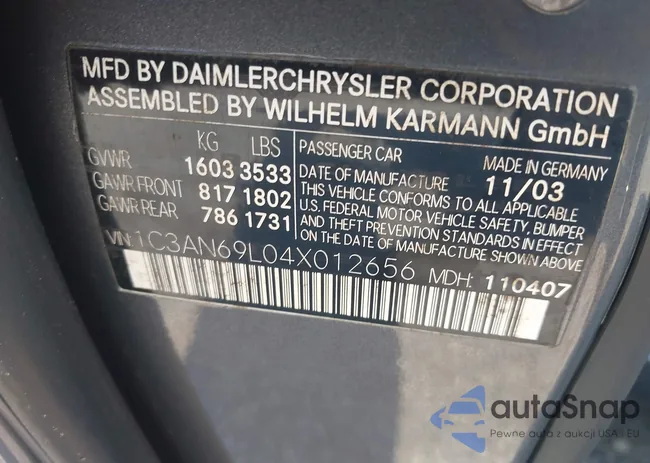 MFD BY DAIMLERCHRYSLER CORPORATION
ASSEMBLED BY WILHELM KARMANN GmbH
KG LBS
GVWR 1603 3533
GAWR FRONT 817 1802
GAWR REAR 786 1731
PASSENGER CAR MADE IN GERMANY
DATE OF MANUFACTURE 11/03
THIS VEHICLE CONFORMS TO ALL APPLICABLE
U.S. FEDERAL MOTOR VEHICLE SAFETY, BUMPER
AND THEFT PREVENTION STANDARDS IN EFFECT
ON THE DATE OF MANUFACTURE SHOWN ABOVE
VIN: 1C3AN69L04X012656 MDH: 110407
autoSnap
Pewne auta z aukcji USA - EU